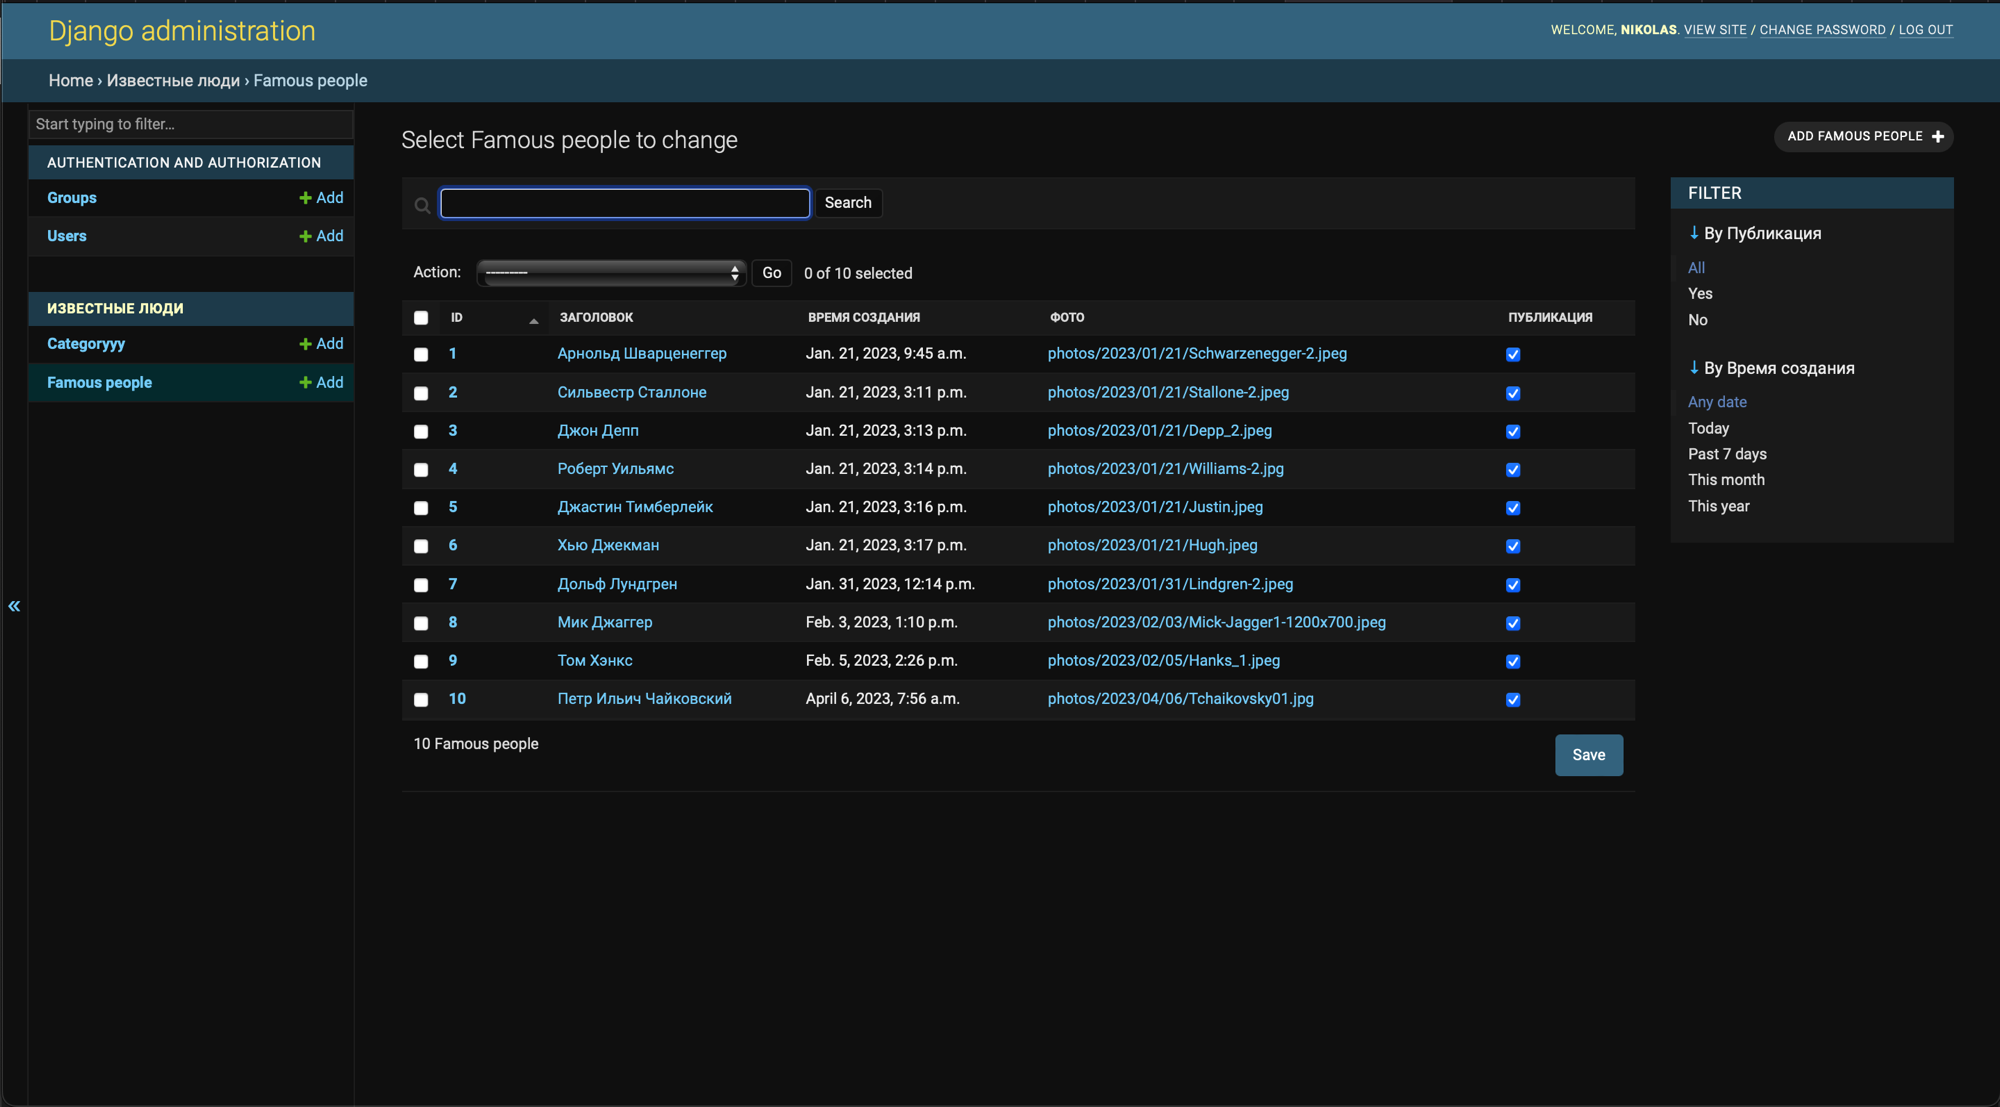 Django administration
WELCOME, NIKOLAS. VIEW SITE / CHANGE PASSWORD / LOG OUT
Home › Известные люди › Famous people
Start typing to filter...
AUTHENTICATION AND AUTHORIZATION
Groups + Add
Users + Add
ИЗВЕСТНЫЕ ЛЮДИ
Categoryyy + Add
Famous people + Add
«
Select Famous people to change
ADD FAMOUS PEOPLE +
Search
Action: --------- Go 0 of 10 selected
ID ЗАГОЛОВОК ВРЕМЯ СОЗДАНИЯ ФОТО ПУБЛИКАЦИЯ
1 Арнольд Шварценеггер Jan. 21, 2023, 9:45 a.m. photos/2023/01/21/Schwarzenegger-2.jpeg
2 Сильвестр Сталлоне Jan. 21, 2023, 3:11 p.m. photos/2023/01/21/Stallone-2.jpeg
3 Джон Депп Jan. 21, 2023, 3:13 p.m. photos/2023/01/21/Depp_2.jpeg
4 Роберт Уильямс Jan. 21, 2023, 3:14 p.m. photos/2023/01/21/Williams-2.jpg
5 Джастин Тимберлейк Jan. 21, 2023, 3:16 p.m. photos/2023/01/21/Justin.jpeg
6 Хью Джекман Jan. 21, 2023, 3:17 p.m. photos/2023/01/21/Hugh.jpeg
7 Дольф Лундгрен Jan. 31, 2023, 12:14 p.m. photos/2023/01/31/Lindgren-2.jpeg
8 Мик Джаггер Feb. 3, 2023, 1:10 p.m. photos/2023/02/03/Mick-Jagger1-1200x700.jpeg
9 Том Хэнкс Feb. 5, 2023, 2:26 p.m. photos/2023/02/05/Hanks_1.jpeg
10 Петр Ильич Чайковский April 6, 2023, 7:56 a.m. photos/2023/04/06/Tchaikovsky01.jpg
10 Famous people
Save
FILTER
↓ By Публикация
All
Yes
No
↓ By Время создания
Any date
Today
Past 7 days
This month
This year